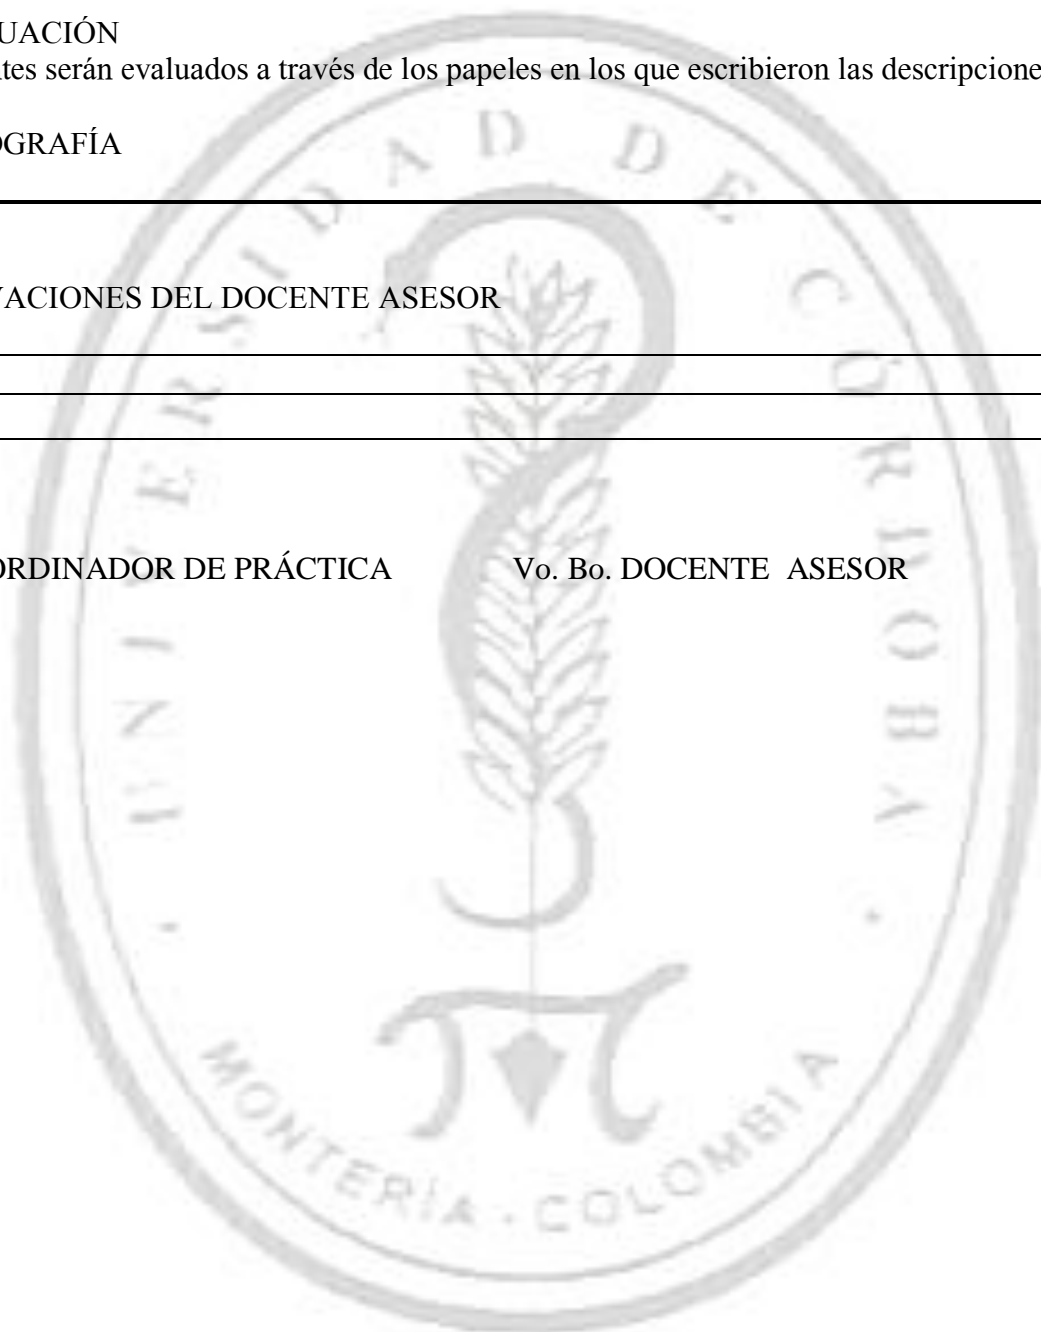 UACIÓN
tes serán evaluados a través de los papeles en los que escribieron las descripcione
OGRAFÍA
VACIONES DEL DOCENTE ASESOR
ORDINADOR DE PRÁCTICA Vo. Bo. DOCENTE ASESOR
UNIVERSIDAD DE CÓRDOBA
MONTERÍA - COLOMBIA